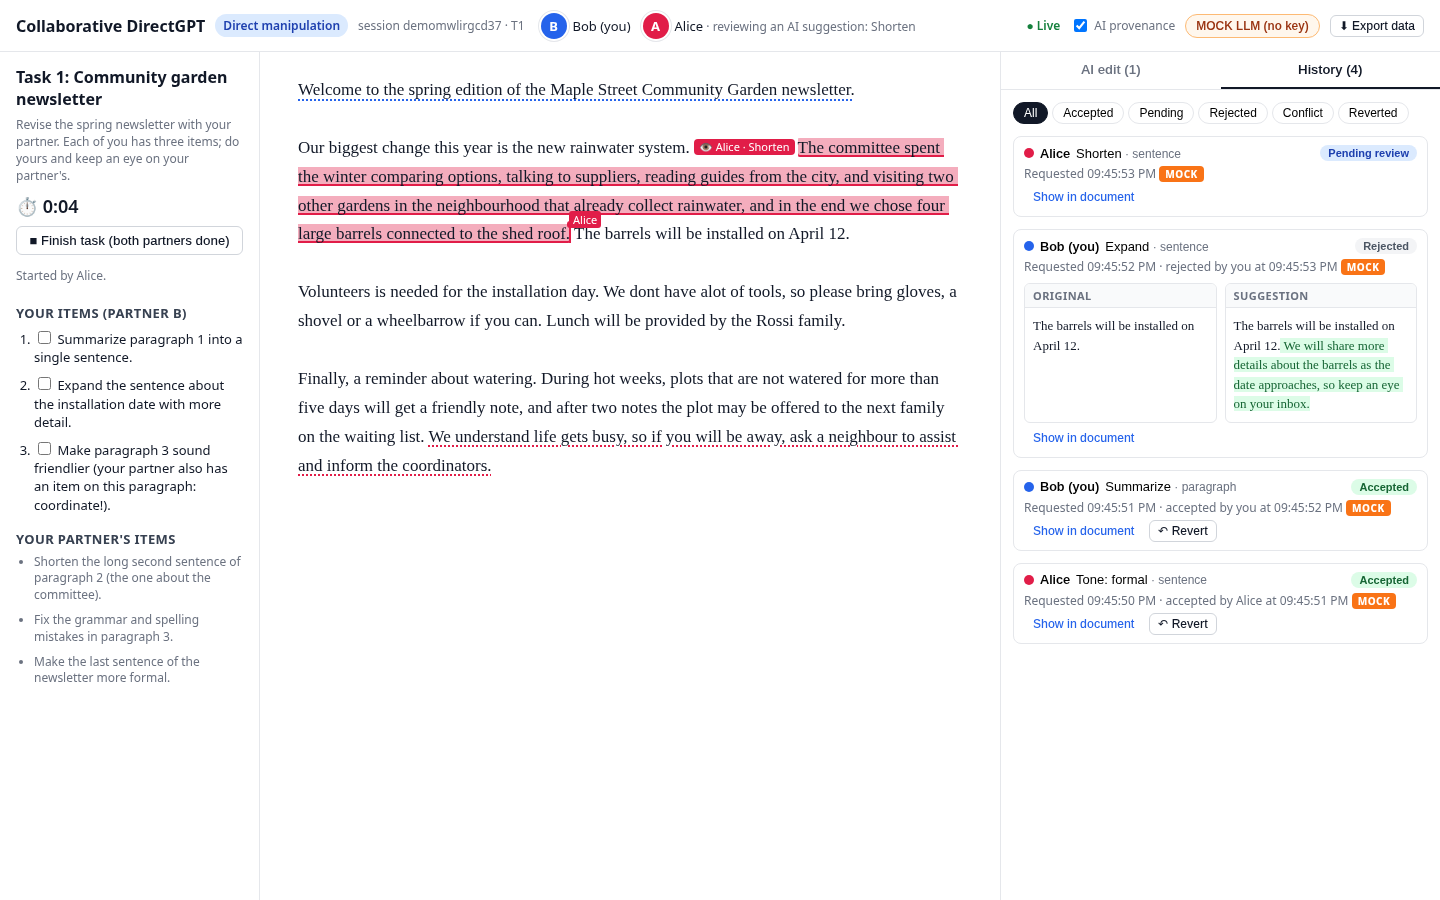 Collaborative DirectGPT
Direct manipulation
session demomwlirgcd37 · T1
B
Bob (you)
A
Alice · reviewing an AI suggestion: Shorten
● Live
AI provenance
MOCK LLM (no key)
⬇ Export data
Task 1: Community garden
newsletter
Revise the spring newsletter with your
partner. Each of you has three items; do
yours and keep an eye on your
partner's.
⏱️ 0:04
■ Finish task (both partners done)
Started by Alice.
YOUR ITEMS (PARTNER B)
1. Summarize paragraph 1 into a
single sentence.
2. Expand the sentence about
the installation date with more
detail.
3. Make paragraph 3 sound
friendlier (your partner also has
an item on this paragraph:
coordinate!).
YOUR PARTNER'S ITEMS
• Shorten the long second sentence of
paragraph 2 (the one about the
committee).
• Fix the grammar and spelling
mistakes in paragraph 3.
• Make the last sentence of the
newsletter more formal.
Welcome to the spring edition of the Maple Street Community Garden newsletter.
Our biggest change this year is the new rainwater system. 👁 Alice · Shorten The committee spent
the winter comparing options, talking to suppliers, reading guides from the city, and visiting two
other gardens in the neighbourhood that already collect rainwater, and in the end we chose four
Alice
large barrels connected to the shed roof. The barrels will be installed on April 12.
Volunteers is needed for the installation day. We dont have alot of tools, so please bring gloves, a
shovel or a wheelbarrow if you can. Lunch will be provided by the Rossi family.
Finally, a reminder about watering. During hot weeks, plots that are not watered for more than
five days will get a friendly note, and after two notes the plot may be offered to the next family
on the waiting list. We understand life gets busy, so if you will be away, ask a neighbour to assist
and inform the coordinators.
AI edit (1)
History (4)
All
Accepted
Pending
Rejected
Conflict
Reverted
Alice Shorten · sentence
Pending review
Requested 09:45:53 PM MOCK
Show in document
Bob (you) Expand · sentence
Rejected
Requested 09:45:52 PM · rejected by you at 09:45:53 PM MOCK
ORIGINAL
The barrels will be installed on
April 12.
SUGGESTION
The barrels will be installed on
April 12. We will share more
details about the barrels as the
date approaches, so keep an eye
on your inbox.
Show in document
Bob (you) Summarize · paragraph
Accepted
Requested 09:45:51 PM · accepted by you at 09:45:52 PM MOCK
Show in document
↶ Revert
Alice Tone: formal · sentence
Accepted
Requested 09:45:50 PM · accepted by Alice at 09:45:51 PM MOCK
Show in document
↶ Revert